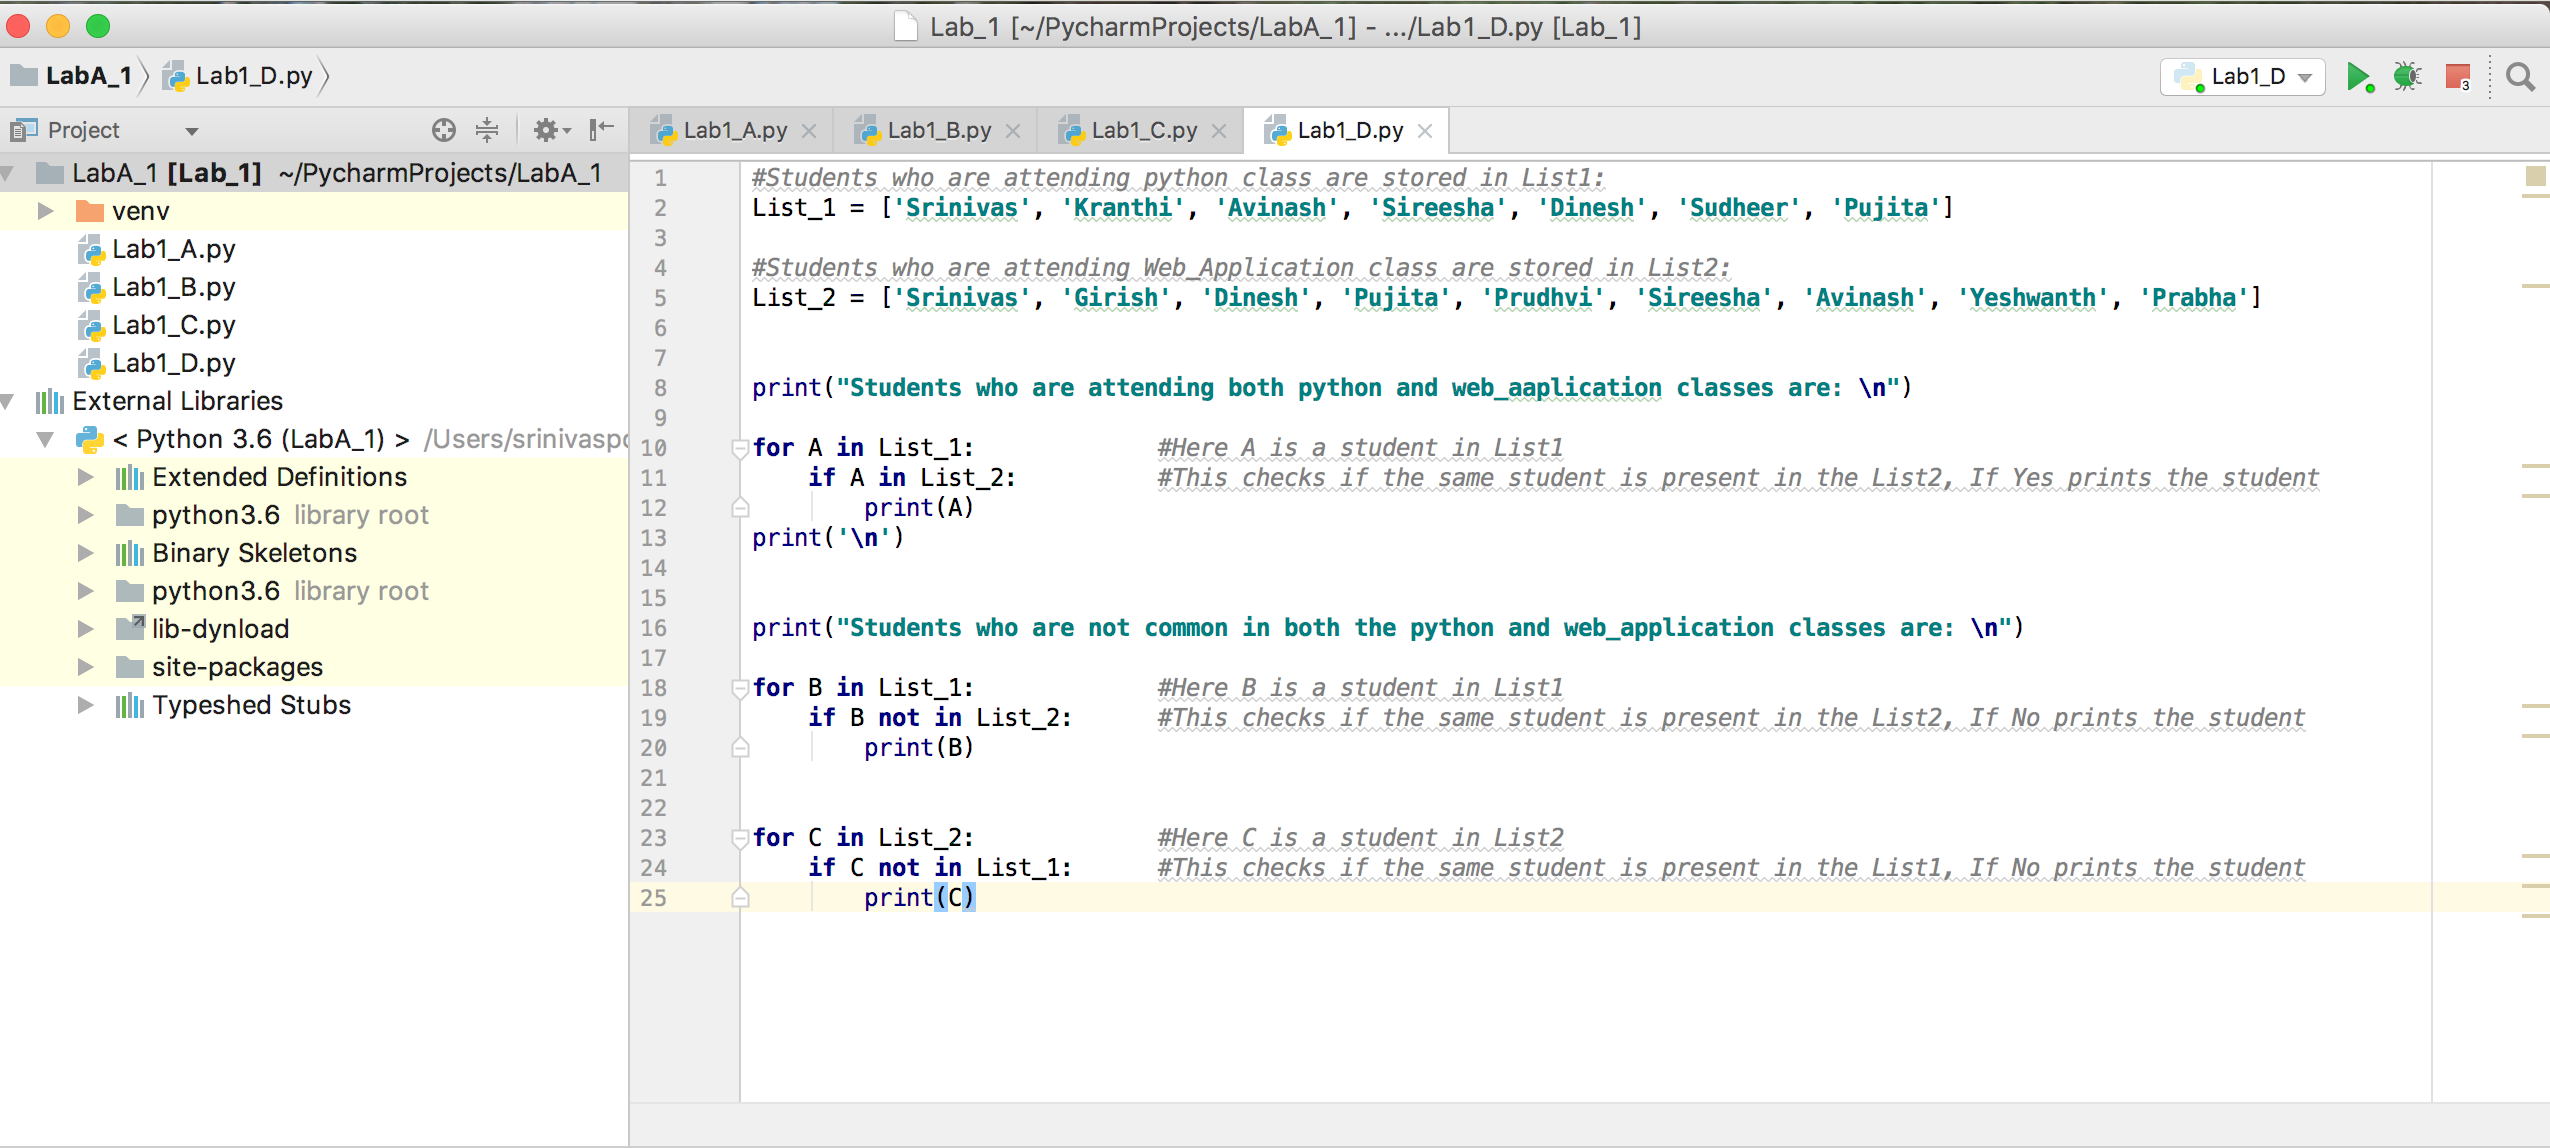 Lab_1 [~/PycharmProjects/LabA_1] - .../Lab1_D.py [Lab_1]
LabA_1 Lab1_D.py
Lab1_D
3
Project
Lab1_A.py
Lab1_B.py
Lab1_C.py
Lab1_D.py
LabA_1 [Lab_1] ~/PycharmProjects/LabA_1
venv
Lab1_A.py
Lab1_B.py
Lab1_C.py
Lab1_D.py
External Libraries
< Python 3.6 (LabA_1) > /Users/srinivaspo
Extended Definitions
python3.6 library root
Binary Skeletons
python3.6 library root
lib-dynload
site-packages
Typeshed Stubs
1 #Students who are attending python class are stored in List1:
2 List_1 = ['Srinivas', 'Kranthi', 'Avinash', 'Sireesha', 'Dinesh', 'Sudheer', 'Pujita']
3
4 #Students who are attending Web_Application class are stored in List2:
5 List_2 = ['Srinivas', 'Girish', 'Dinesh', 'Pujita', 'Prudhvi', 'Sireesha', 'Avinash', 'Yeshwanth', 'Prabha']
6
7
8 print("Students who are attending both python and web_aaplication classes are: \n")
9
10 for A in List_1: #Here A is a student in List1
11 if A in List_2: #This checks if the same student is present in the List2, If Yes prints the student
12 print(A)
13 print('\n')
14
15
16 print("Students who are not common in both the python and web_application classes are: \n")
17
18 for B in List_1: #Here B is a student in List1
19 if B not in List_2: #This checks if the same student is present in the List2, If No prints the student
20 print(B)
21
22
23 for C in List_2: #Here C is a student in List2
24 if C not in List_1: #This checks if the same student is present in the List1, If No prints the student
25 print(C)